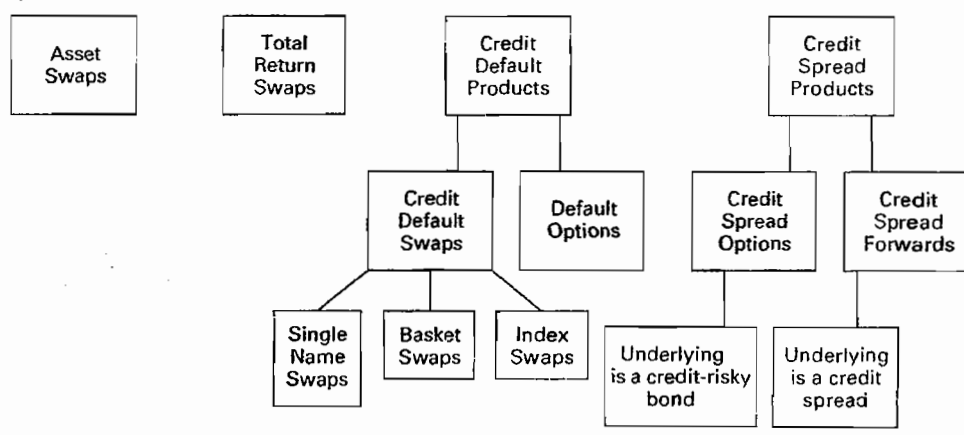 Asset
Swaps
Total
Return
Swaps
Credit
Default
Products
Credit
Spread
Products
Credit
Default
Swaps
Default
Options
Credit
Spread
Options
Credit
Spread
Forwards
Single
Name
Swaps
Basket
Swaps
Index
Swaps
Underlying
is a credit-risky
bond
Underlying
is a credit
spread